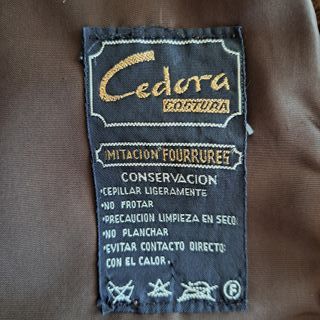 Cedora
COSTURA
IMITACION FOURRURES
CONSERVACION
•CEPILLAR LIGERAMENTE
•NO FROTAR
•PRECAUCION LIMPIEZA EN SECO
•NO PLANCHAR
•EVITAR CONTACTO DIRECTO
CON EL CALOR.
F